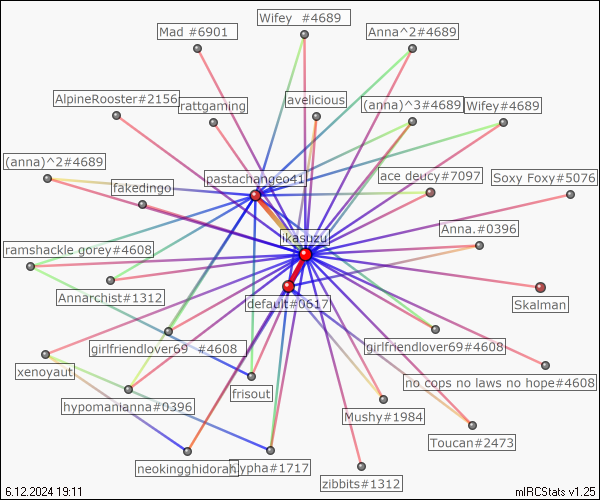 Wifey  #4689
Mad #6901
Anna^2#4689
AlpineRooster#2156
rattgaming
avelicious
(anna)^3#4689
Wifey#4689
(anna)^2#4689
fakedingo
pastachangeo41
ace deucy#7097
Soxy Foxy#5076
ikasuzu
Anna.#0396
ramshackle gorey#4608
Annarchist#1312
default#0617
Skalman
girlfriendlover69  #4608
girlfriendlover69#4608
xenoyaut
frisout
no cops no laws no hope#4608
hypomanianna#0396
Mushy#1984
Toucan#2473
neokingghidorah
Cypha#1717
zibbits#1312
6.12.2024 19:11
mIRCStats v1.25